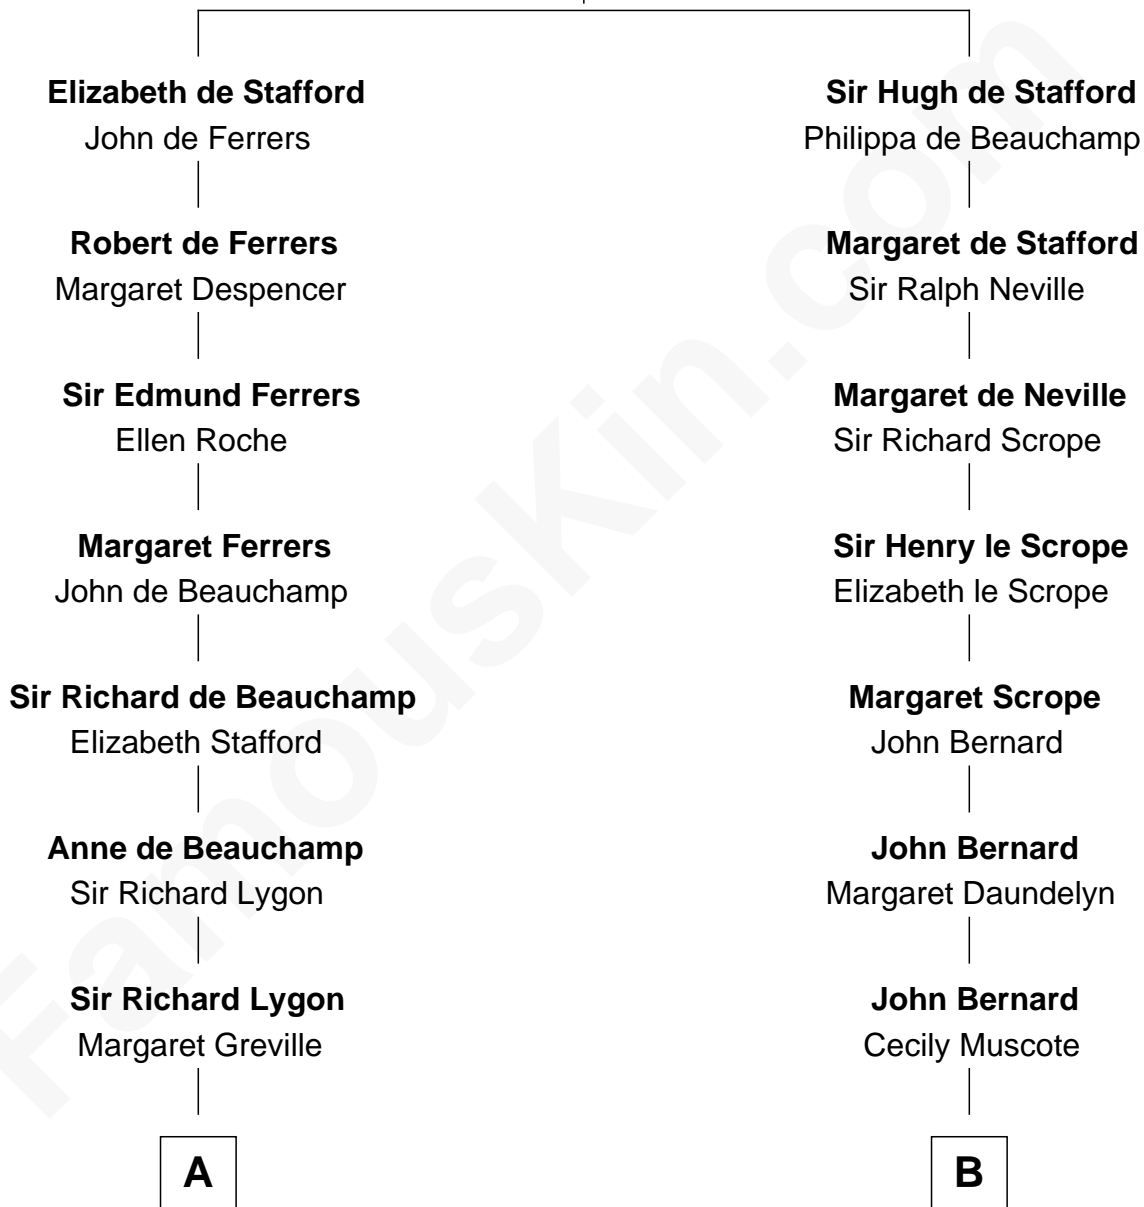 Elizabeth de Stafford
John de Ferrers
Robert de Ferrers
Margaret Despencer
Sir Edmund Ferrers
Ellen Roche
Margaret Ferrers
John de Beauchamp
Sir Richard de Beauchamp
Elizabeth Stafford
Anne de Beauchamp
Sir Richard Lygon
Sir Richard Lygon
Margaret Greville
A
Sir Hugh de Stafford
Philippa de Beauchamp
Margaret de Stafford
Sir Ralph Neville
Margaret de Neville
Sir Richard Scrope
Sir Henry le Scrope
Elizabeth le Scrope
Margaret Scrope
John Bernard
John Bernard
Margaret Daundelyn
John Bernard
Cecily Muscote
B
FamousKin.com